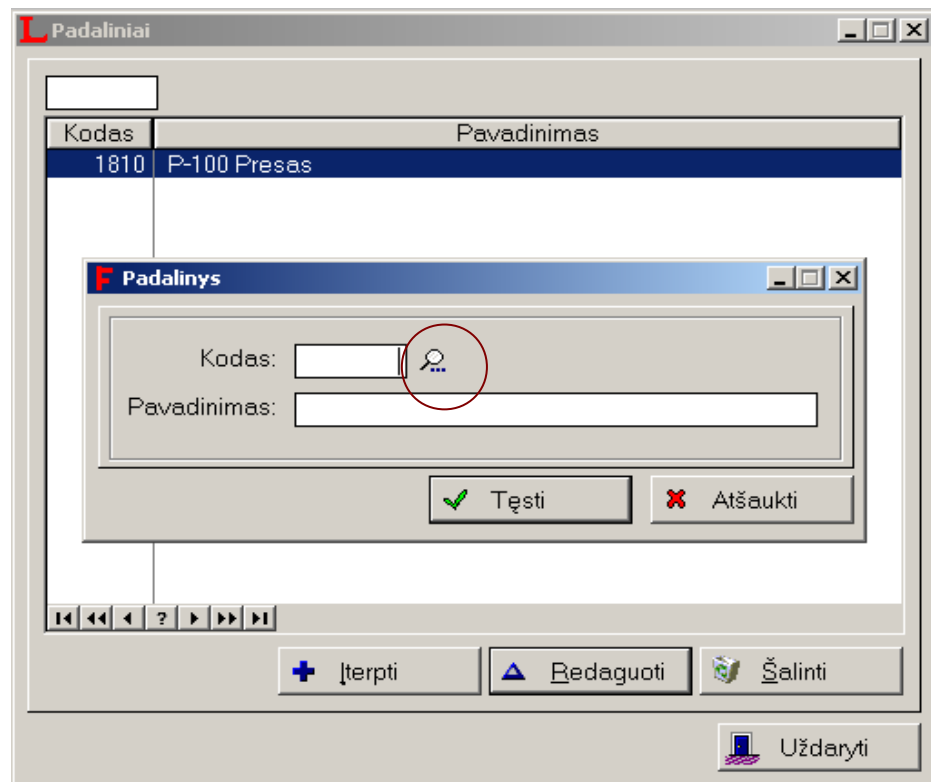 Padaliniai
Kodas Pavadinimas
1810 P-100 Presas
Padalinys
Kodas:
Pavadinimas:
Tęsti Atšaukti
?
Įterpti Redaguoti Šalinti
Uždaryti